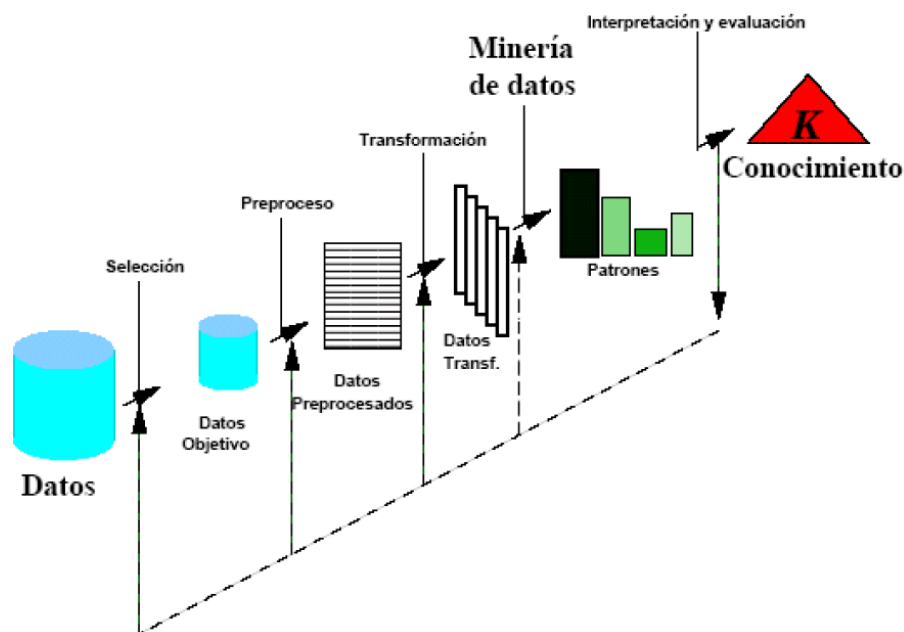 Interpretación y evaluación
Minería
de datos
K
Conocimiento
Transformación
Preproceso
Patrones
Selección
Datos
Transf.
Datos
Preprocesados
Datos
Objetivo
Datos